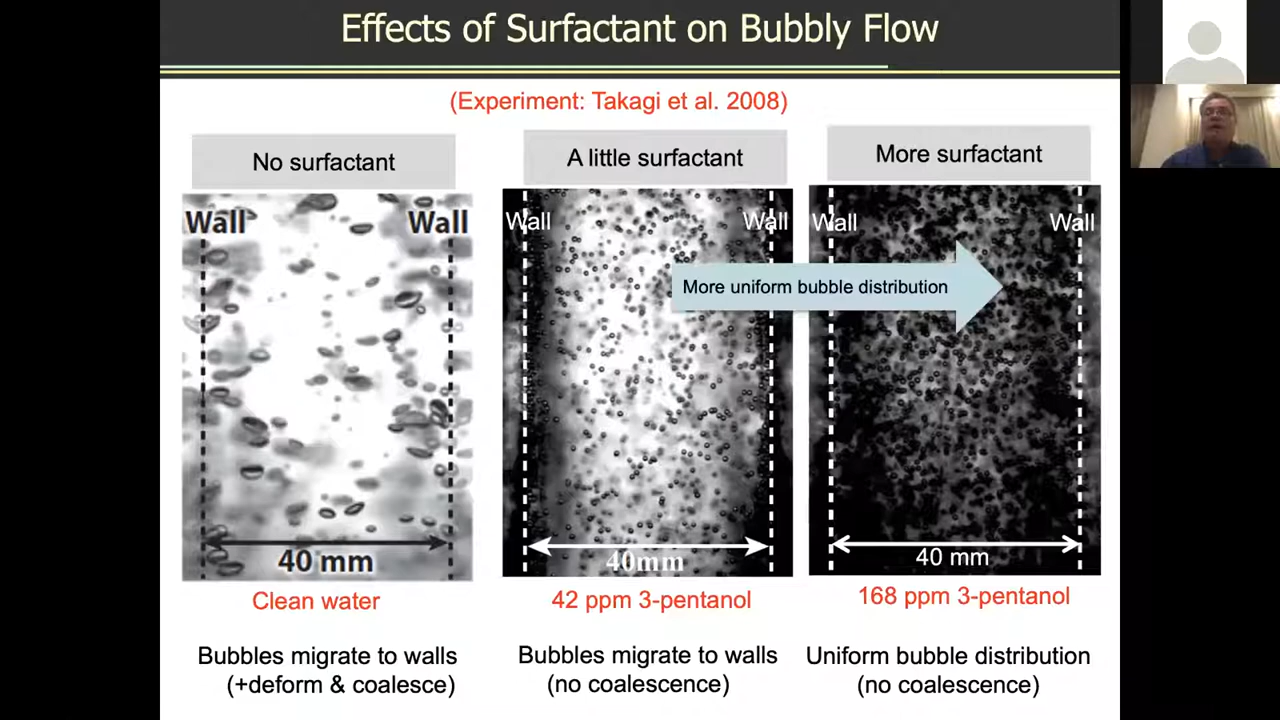 Effects of Surfactant on Bubbly Flow
(Experiment: Takagi et al. 2008)
No surfactant
A little surfactant
More surfactant
Wall
Wall
Wall
Wall
Wall
Wall
More uniform bubble distribution
40 mm
40mm
40 mm
Clean water
42 ppm 3-pentanol
168 ppm 3-pentanol
Bubbles migrate to walls
(+deform & coalesce)
Bubbles migrate to walls
(no coalescence)
Uniform bubble distribution
(no coalescence)